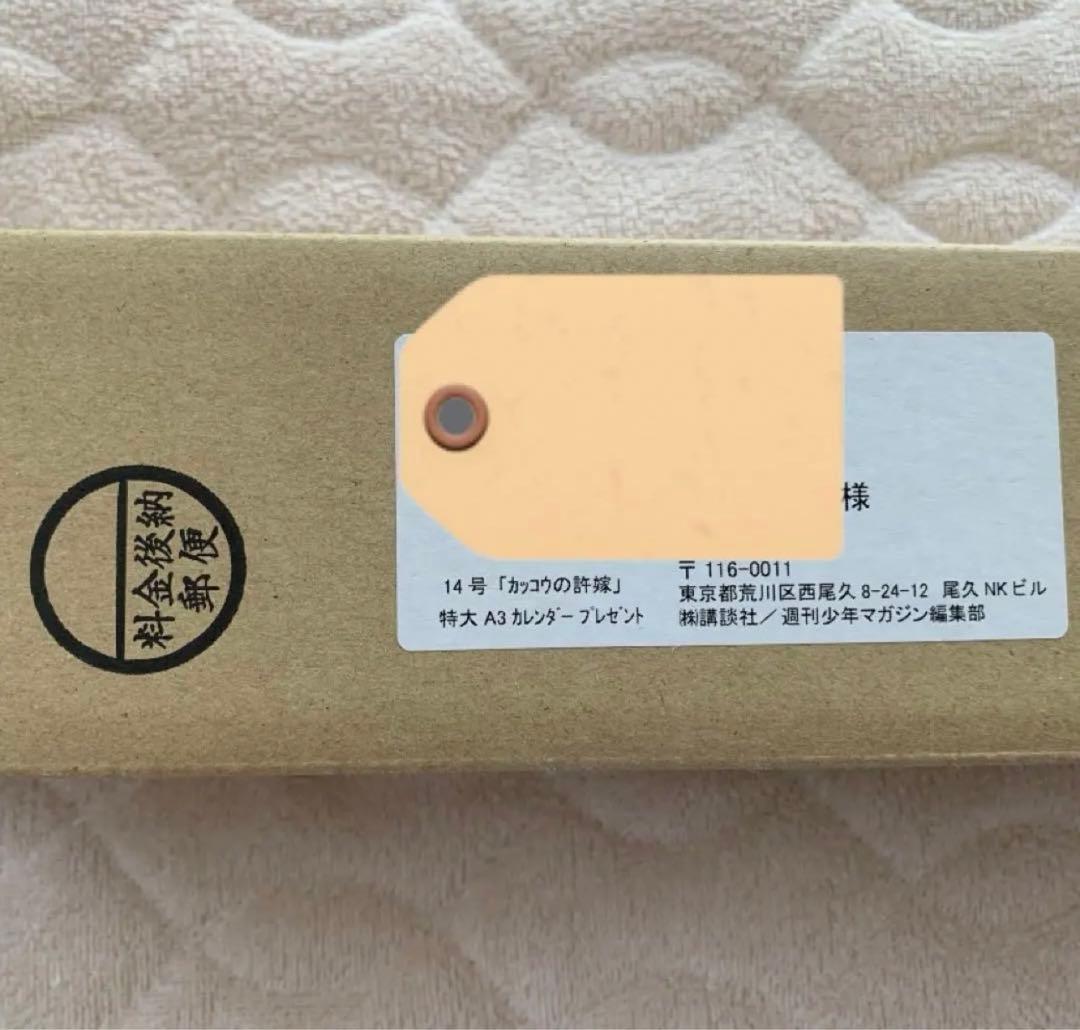 料金後納
郵便
様
14号「ｶｯｺｳの許嫁」
特大A3ｶﾚﾝﾀﾞｰﾌﾟﾚｾﾞﾝﾄ
〒116-0011
東京都荒川区西尾久8-24-12 尾久NKビル
㈱講談社／週刊少年マガジン編集部